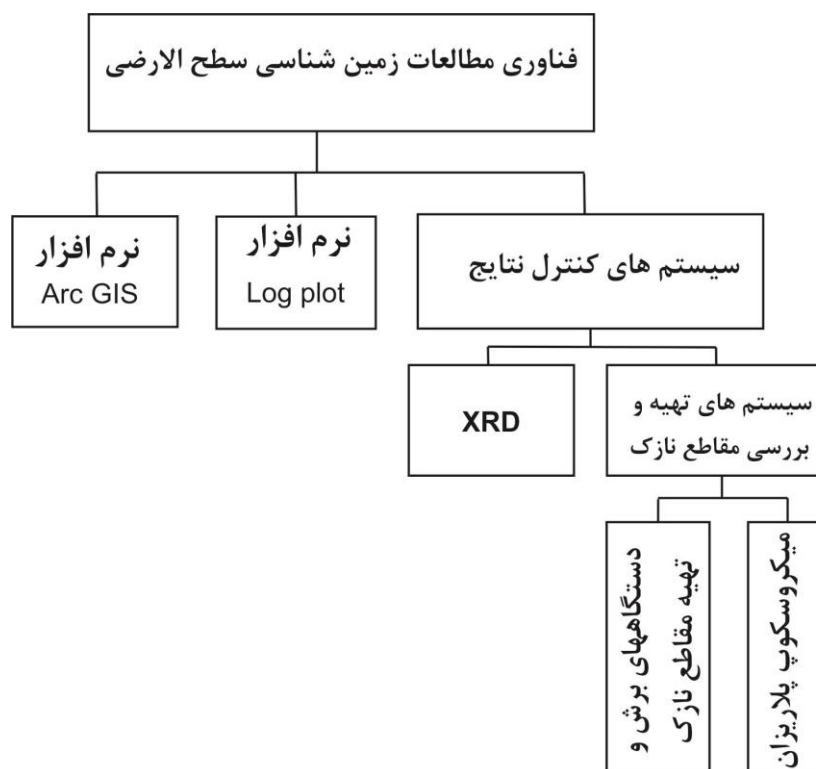 فناوری مطالعات زمین شناسی سطح الارضی
سیستم های کنترل نتایج
نرم افزار
Log plot
نرم افزار
Arc GIS
سیستم های تهیه و
بررسی مقاطع نازک
XRD
میکروسکوپ پلاریزان
دستگاههای برش و
تهیه مقاطع نازک